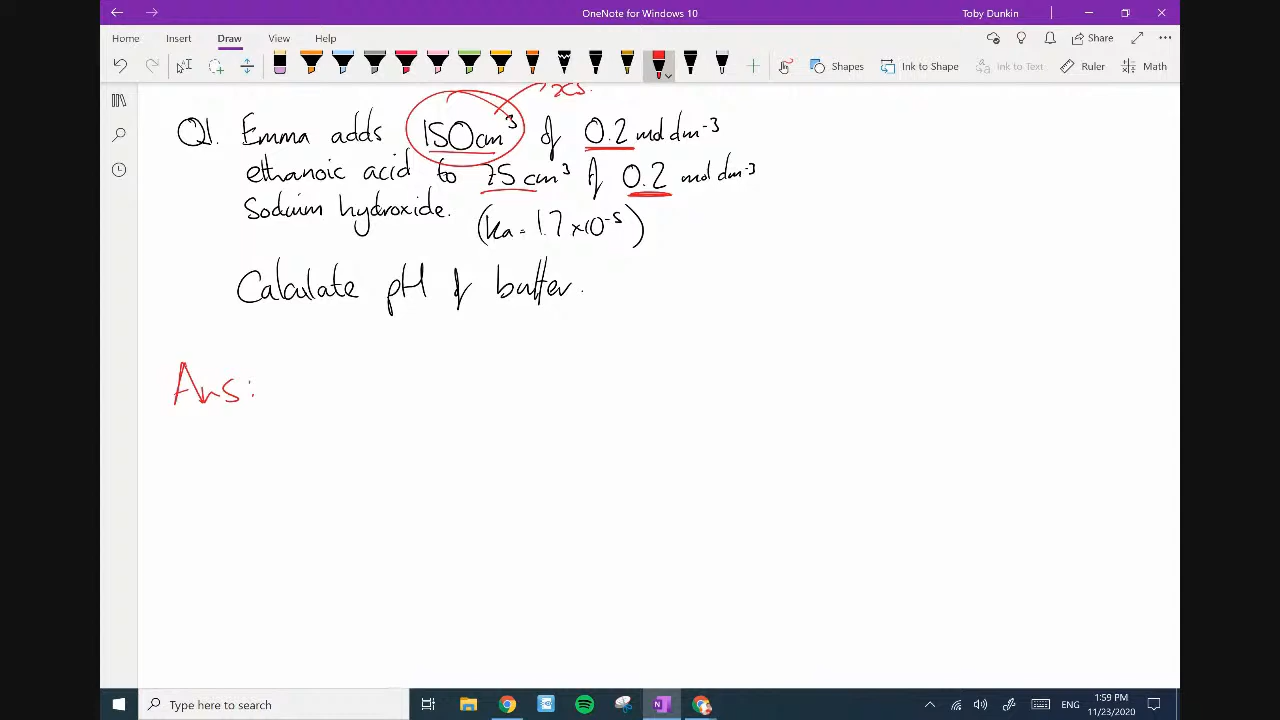 OneNote for Windows 10
Toby Dunkin
Home Insert Draw View Help
Share
Shapes Ink to Shape Ink to Text Ruler Math
xs.
Q1. Emma adds 150cm³ of 0.2 mol dm-³
ethanoic acid to 75 cm³ of 0.2 mol dm-³
Sodium hydroxide. (ka = 1.7 x10-⁵)
Calculate pH of buffer.
Ans:
Type here to search
ENG
1:59 PM
11/23/2020